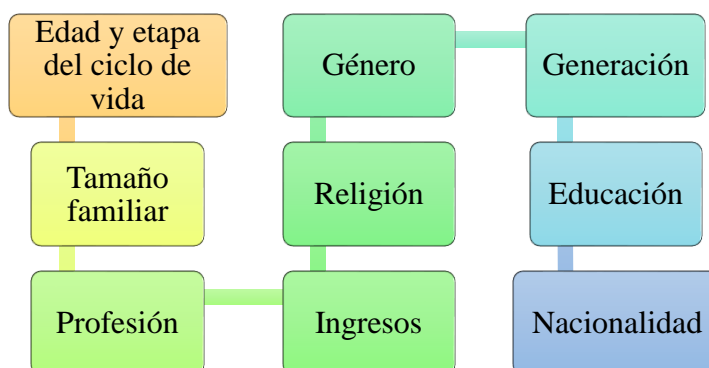 Edad y etapa
del ciclo de
vida
Tamaño
familiar
Profesión
Ingresos
Religión
Género
Generación
Educación
Nacionalidad